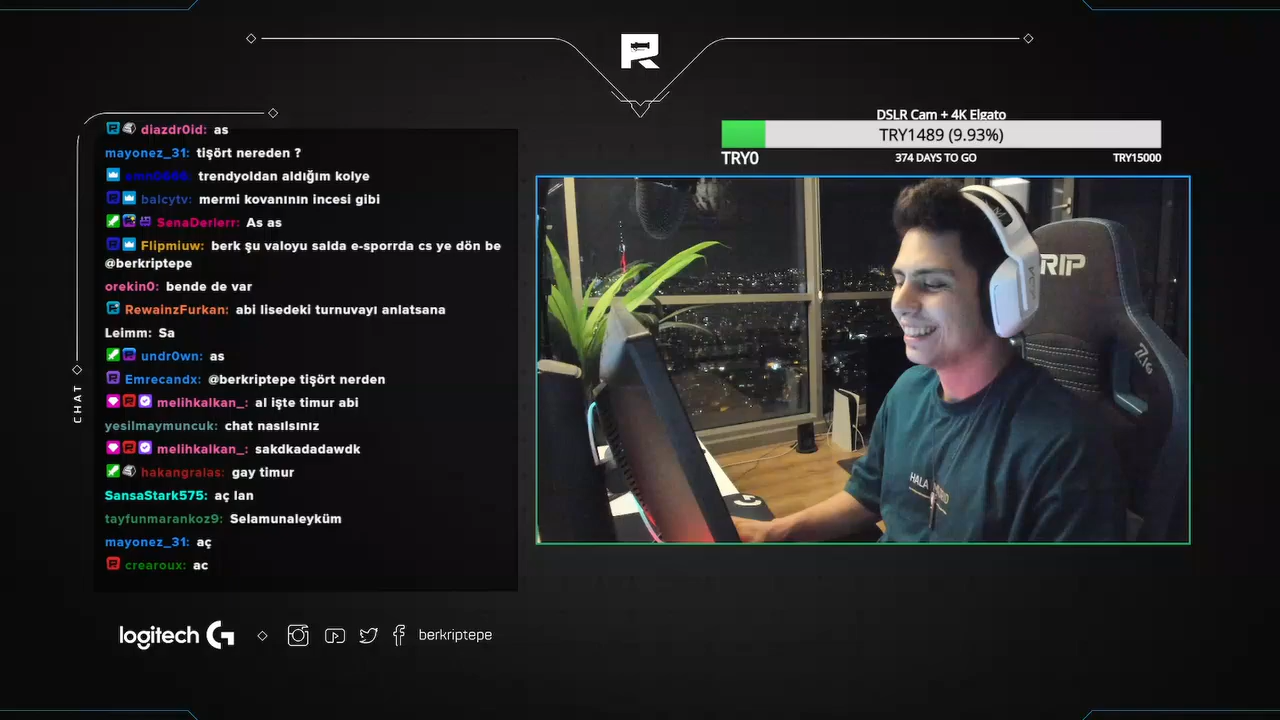 DSLR Cam + 4K Elgato
TRY1489 (9.93%)
TRY0 374 DAYS TO GO TRY15000
diazdr0id: as
mayonez_31: tişört nereden ?
trendyoldan aldığım kolye
balcytv: mermi kovanının incesi gibi
SenaDerlerr: As as
Flipmiuw: berk şu valoyu salda e-sporrda cs ye dön be
@berkriptepe
orekin0: bende de var
RewainzFurkan: abi lisedeki turnuvayı anlatsana
Leimm: Sa
undr0wn: as
Emrecandx: @berkriptepe tişört nerden
melihkalkan_: al işte timur abi
yesilmaymuncuk: chat nasılsınız
melihkalkan_: sakdkadadawdk
hakangralas: gay timur
SansaStark575: aç lan
tayfunmarankoz9: Selamunaleyküm
mayonez_31: aç
crearoux: ac
CHAT
RIP
HALA
logitech G
berkriptepe